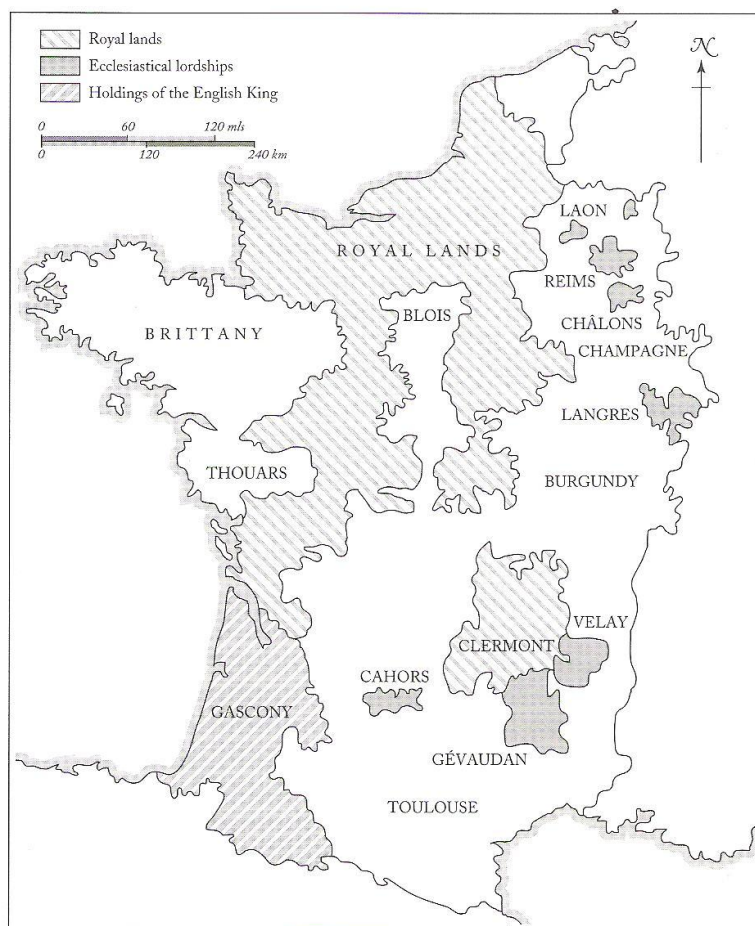 Royal lands
Ecclesiastical lordships
Holdings of the English King
0 60 120 mls
0 120 240 km
N
LAON
ROYAL LANDS
REIMS
BLOIS
CHÂLONS
BRITTANY
CHAMPAGNE
LANGRES
THOUARS
BURGUNDY
VELAY
CLERMONT
CAHORS
GASCONY
GÉVAUDAN
TOULOUSE